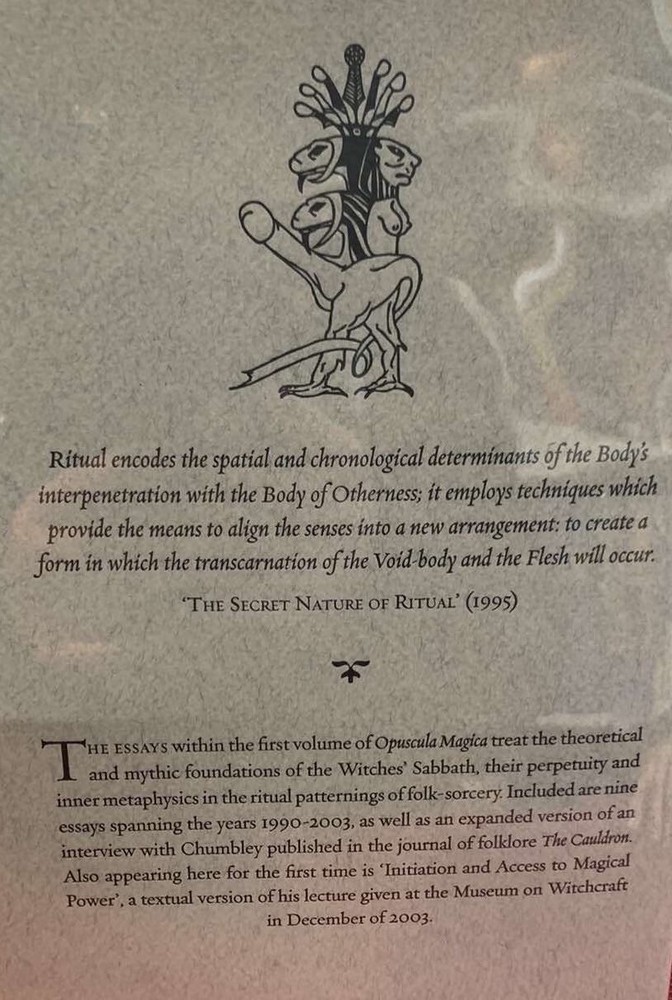 Ritual encodes the spatial and chronological determinants of the Body's
interpenetration with the Body of Otherness; it employs techniques which
provide the means to align the senses into a new arrangement: to create a
form in which the transcarnation of the Void-body and the Flesh will occur.
'The Secret Nature of Ritual' (1995)
The essays within the first volume of Opuscula Magica treat the theoretical
and mythic foundations of the Witches' Sabbath, their perpetuity and
inner metaphysics in the ritual patternings of folk-sorcery. Included are nine
essays spanning the years 1990-2003, as well as an expanded version of an
interview with Chumbley published in the journal of folklore The Cauldron.
Also appearing here for the first time is 'Initiation and Access to Magical
Power', a textual version of his lecture given at the Museum on Witchcraft
in December of 2003.